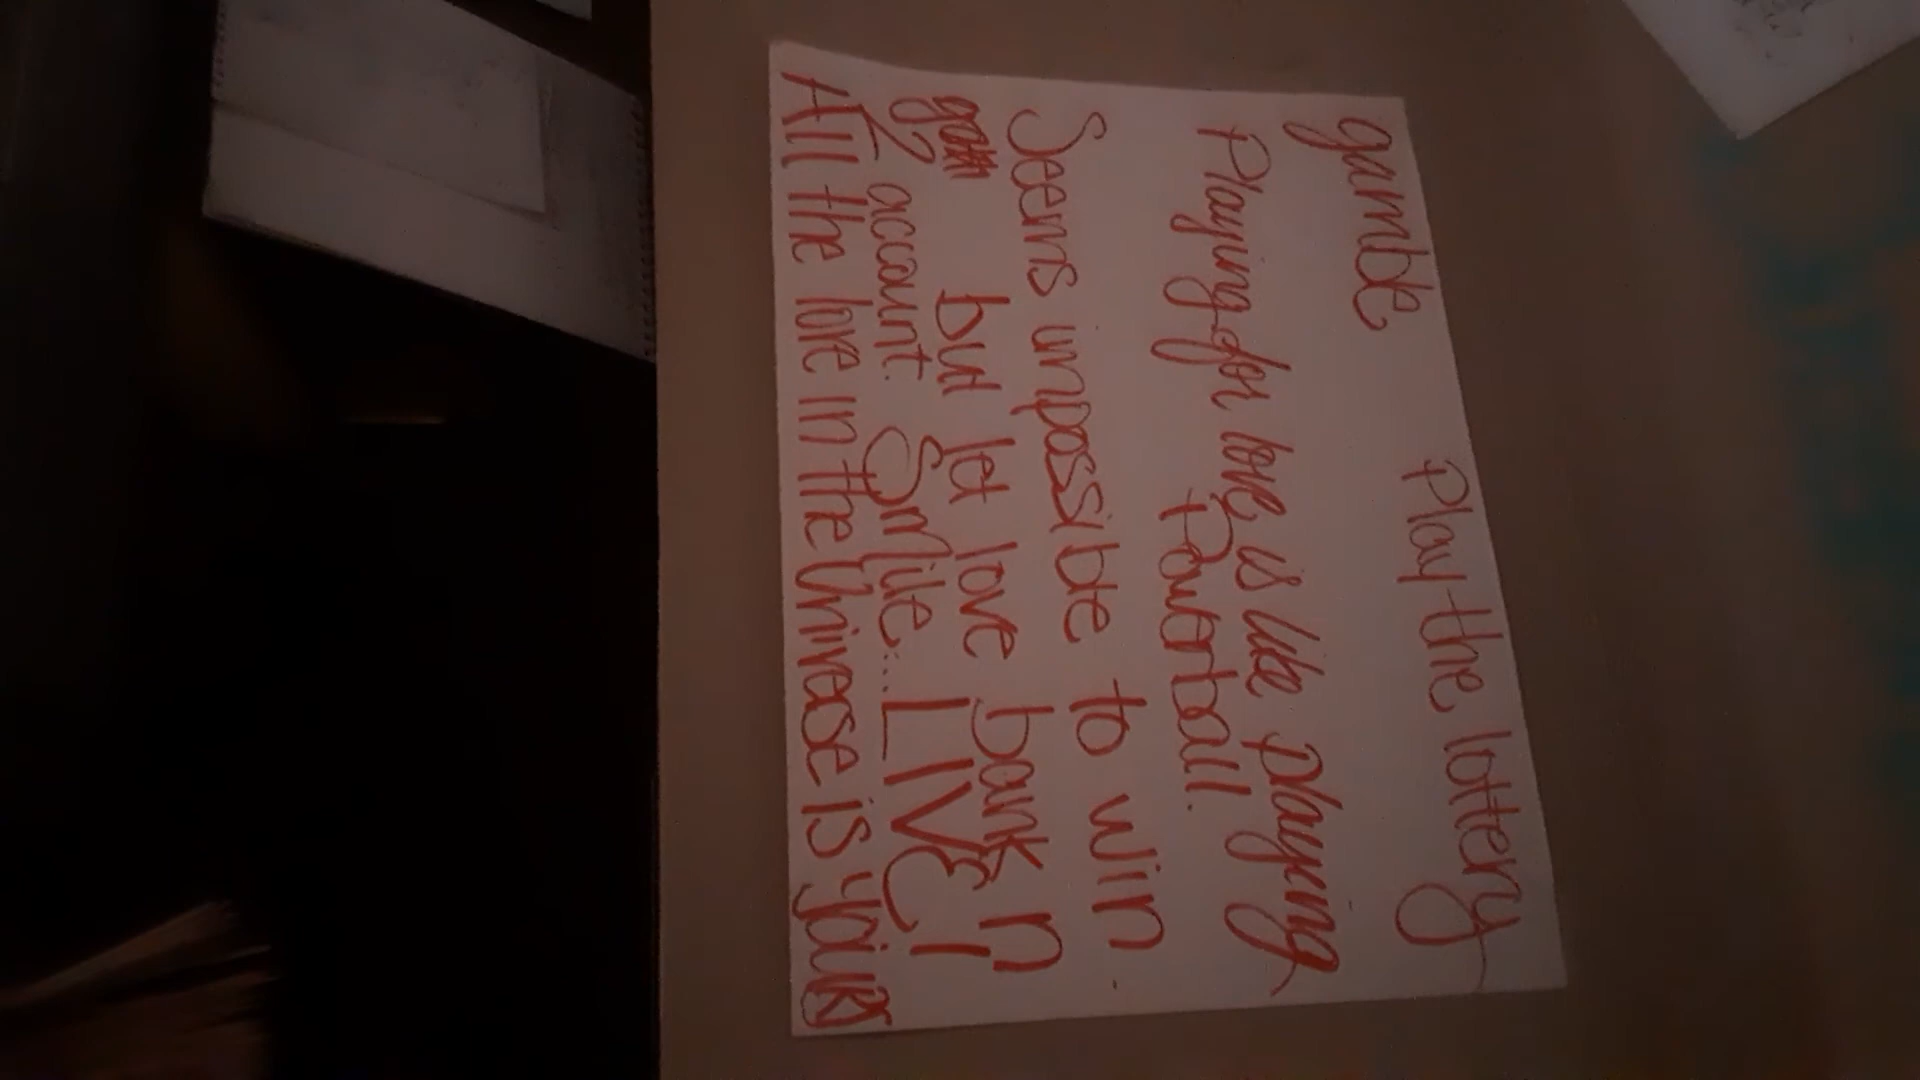 gamble Play the lottery
Playing for love, is like playing
Powerball.
Seems impossible to win.
but let love bank n
account. Smile.....LIVE!
All the love in the Universe is yours